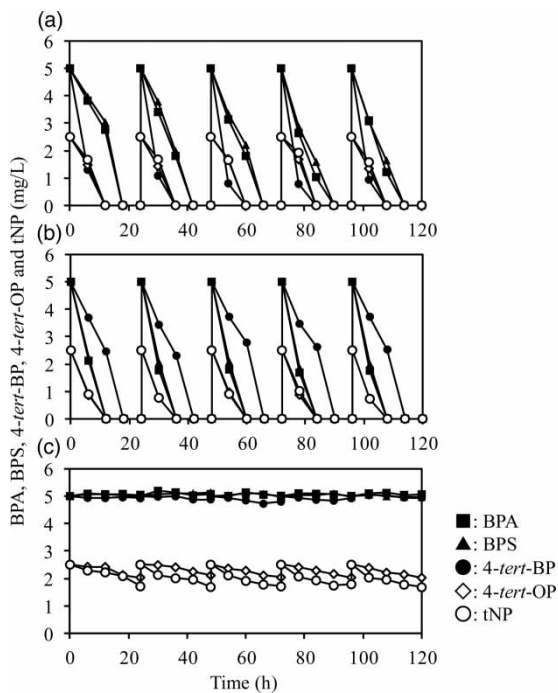 (a)
6
5
4
3
2
1
0
0 20 40 60 80 100 120
(b)
6
5
4
3
2
1
0
0 20 40 60 80 100 120
(c)
6
5
4
3
2
1
0
0 20 40 60 80 100 120
Time (h)
BPA, BPS, 4-tert-BP, 4-tert-OP and tNP (mg/L)
■: BPA
▲: BPS
●: 4-tert-BP
◇: 4-tert-OP
○: tNP